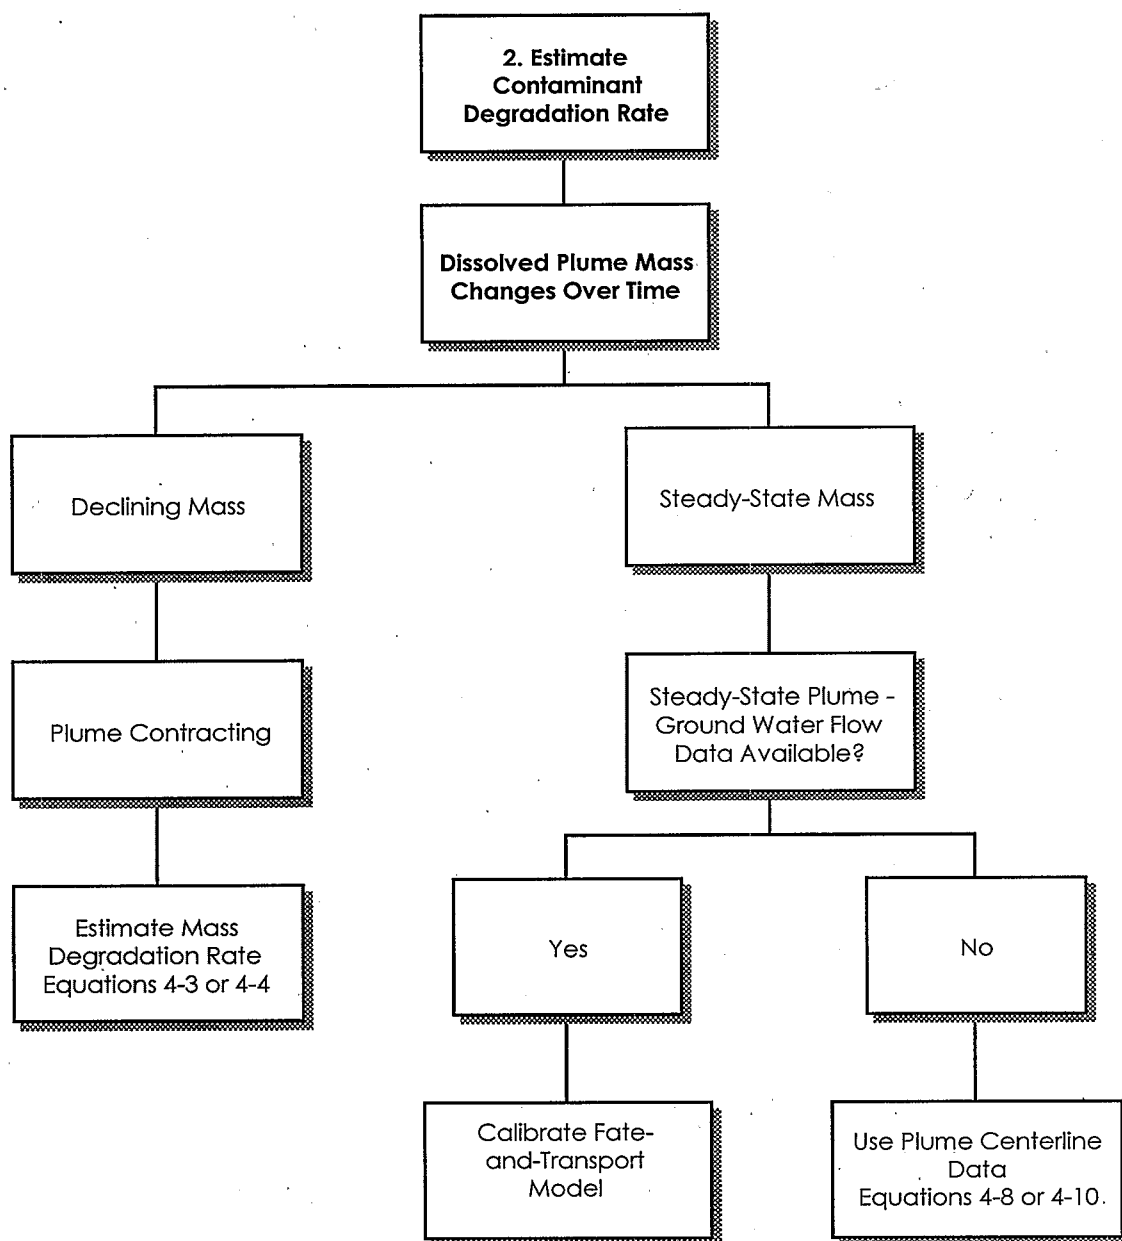 2. Estimate
Contaminant
Degradation Rate
Dissolved Plume Mass
Changes Over Time
Declining Mass
Steady-State Mass
Plume Contracting
Steady-State Plume -
Ground Water Flow
Data Available?
Estimate Mass
Degradation Rate
Equations 4-3 or 4-4
Yes
No
Calibrate Fate-
and-Transport
Model
Use Plume Centerline
Data
Equations 4-8 or 4-10.